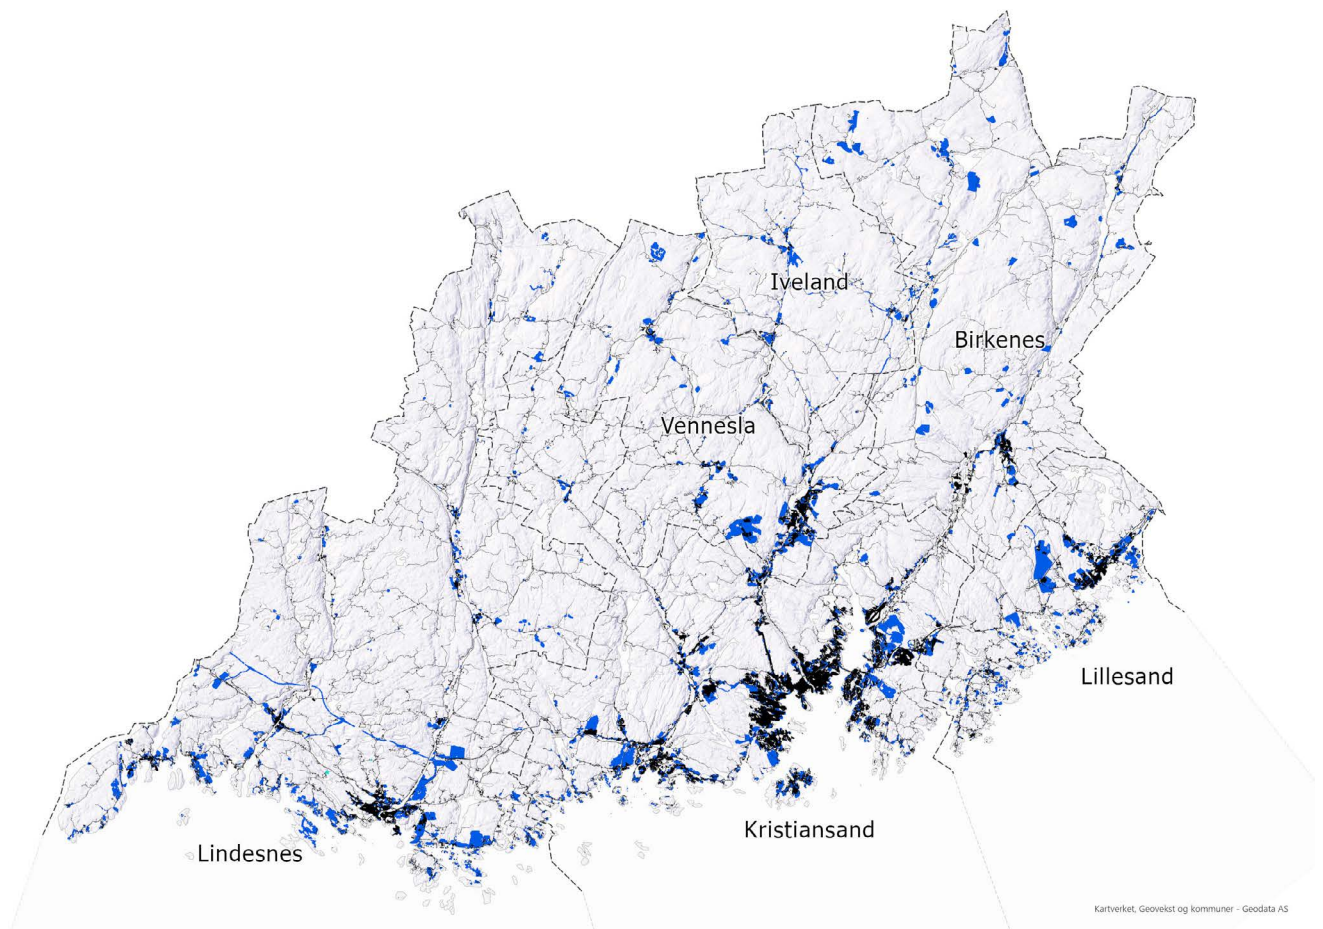 Iveland
Birkenes
Vennesla
Lillesand
Kristiansand
Lindesnes
Kartverket, Geovekst og kommuner - Geodata AS